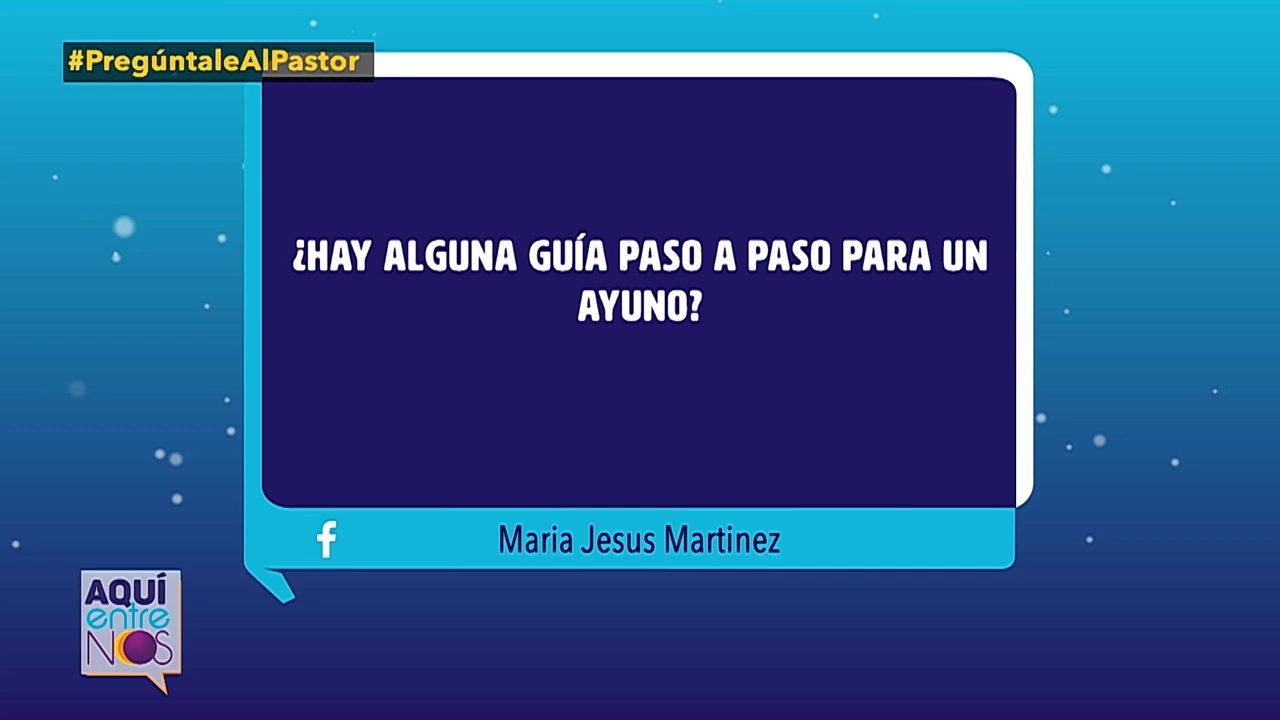 #PregúntaleAlPastor
¿HAY ALGUNA GUÍA PASO A PASO PARA UN
AYUNO?
Maria Jesus Martinez
AQUÍ
entre
NOS